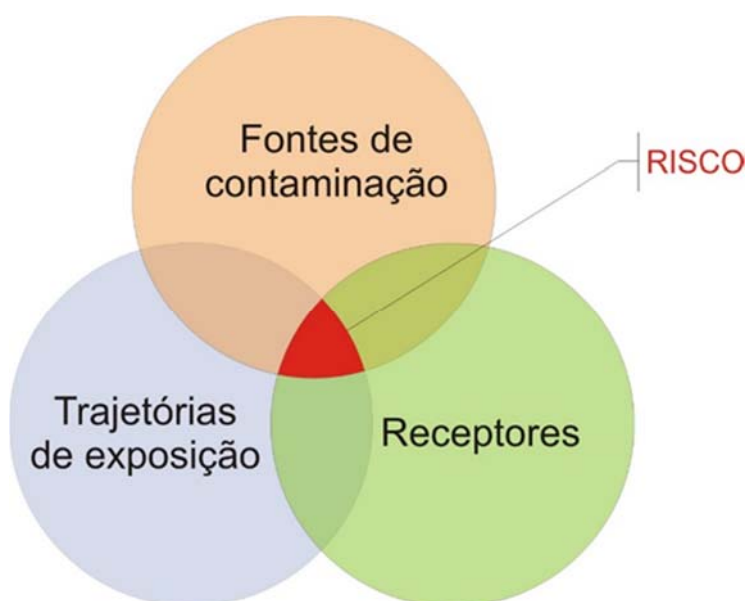 Fontes de
contaminação
RISCO
Trajetórias
de exposição
Receptores